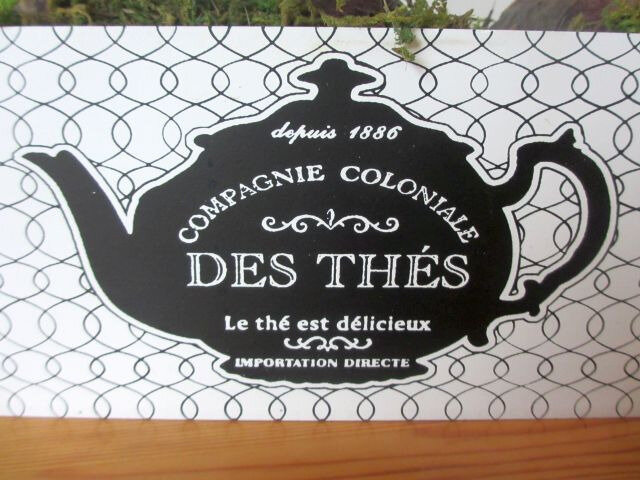 depuis 1886
COMPAGNIE COLONIALE
DES THÉS
Le thé est délicieux
IMPORTATION DIRECTE